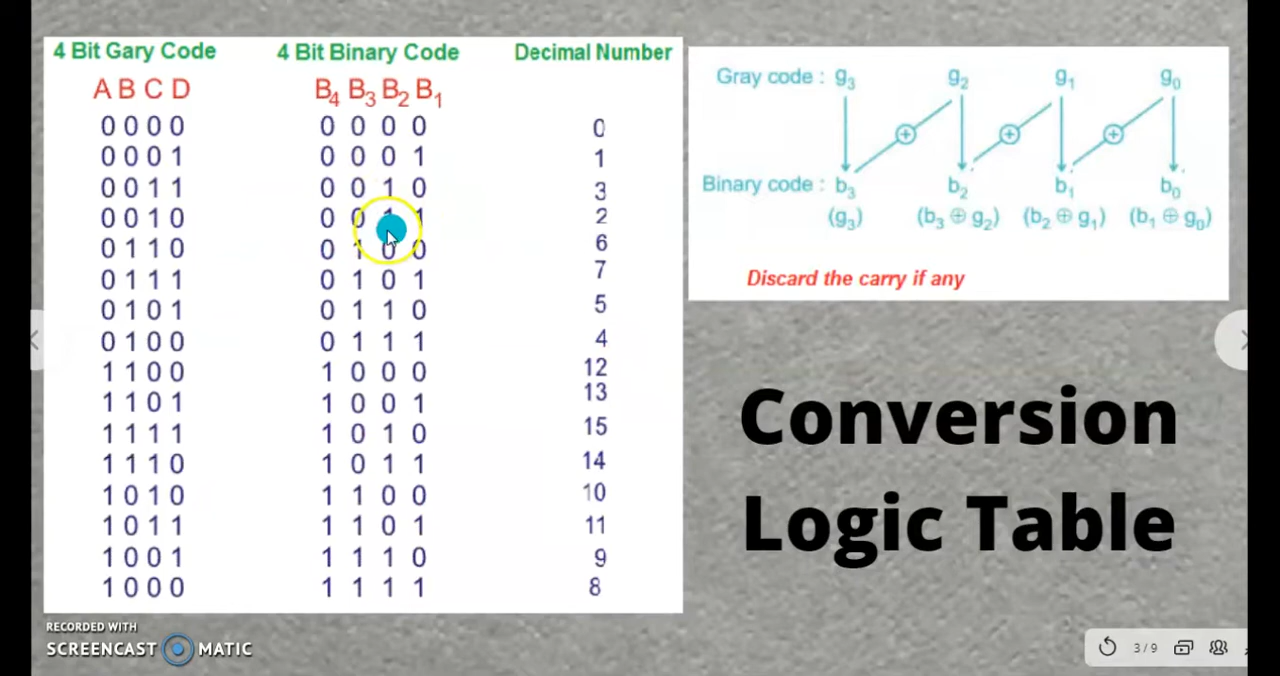 4 Bit Gary Code 4 Bit Binary Code Decimal Number
A B C D B4 B3 B2 B1
0 0 0 0 0 0 0 0 0
0 0 0 1 0 0 0 1 1
0 0 1 1 0 0 1 0 3
0 0 1 0 0 0 1 1 2
0 1 1 0 0 1 0 0 6
0 1 1 1 0 1 0 1 7
0 1 0 1 0 1 1 0 5
0 1 0 0 0 1 1 1 4
1 1 0 0 1 0 0 0 12
1 1 0 1 1 0 0 1 13
1 1 1 1 1 0 1 0 15
1 1 1 0 1 0 1 1 14
1 0 1 0 1 1 0 0 10
1 0 1 1 1 1 0 1 11
1 0 0 1 1 1 1 0 9
1 0 0 0 1 1 1 1 8
Gray code : g3 g2 g1 g0
Binary code : b3 b2 b1 b0
(g3) (b3 ⊕ g2) (b2 ⊕ g1) (b1 ⊕ g0)
Discard the carry if any
Conversion
Logic Table
RECORDED WITH
SCREENCAST MATIC
3/9